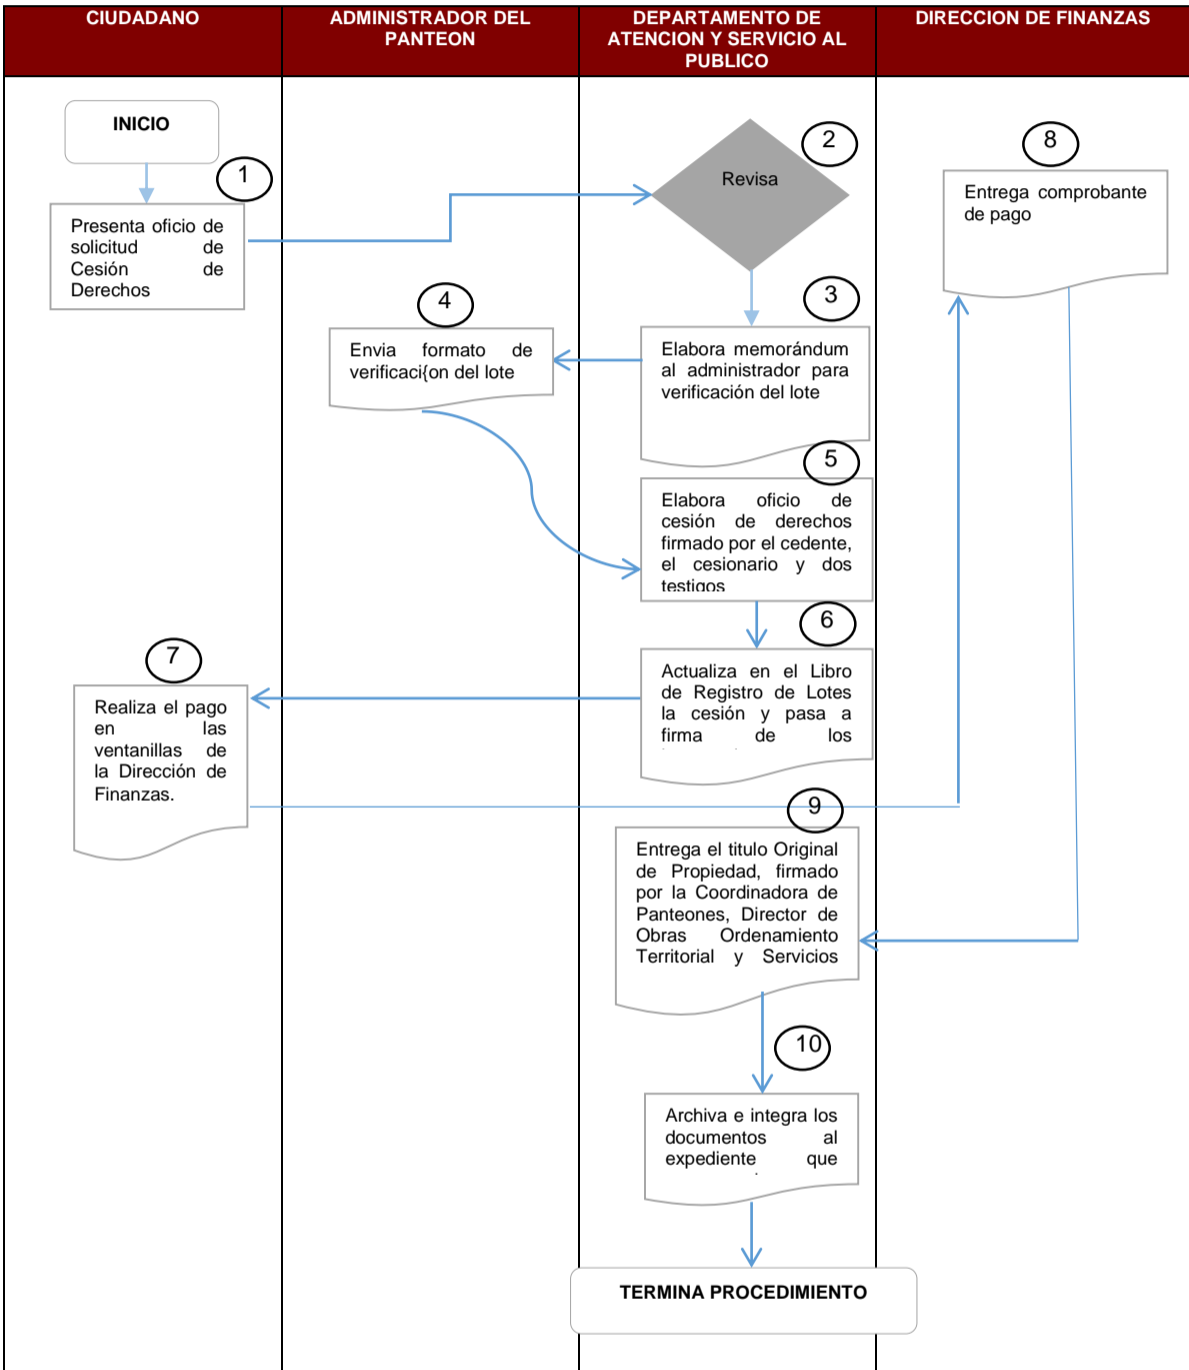 CIUDADANO
ADMINISTRADOR DEL
PANTEON
DEPARTAMENTO DE
ATENCION Y SERVICIO AL
PUBLICO
DIRECCION DE FINANZAS
INICIO
1
Presenta oficio de
solicitud de
Cesión de
Derechos
2
Revisa
3
Elabora memorándum
al administrador para
verificación del lote
4
Envia formato de
verificaci{on del lote
5
Elabora oficio de
cesión de derechos
firmado por el cedente,
el cesionario y dos
testigos
6
Actualiza en el Libro
de Registro de Lotes
la cesión y pasa a
firma de los
7
Realiza el pago
en las
ventanillas de
la Dirección de
Finanzas.
8
Entrega comprobante
de pago
9
Entrega el titulo Original
de Propiedad, firmado
por la Coordinadora de
Panteones, Director de
Obras Ordenamiento
Territorial y Servicios
10
Archiva e integra los
documentos al
expediente que
TERMINA PROCEDIMIENTO